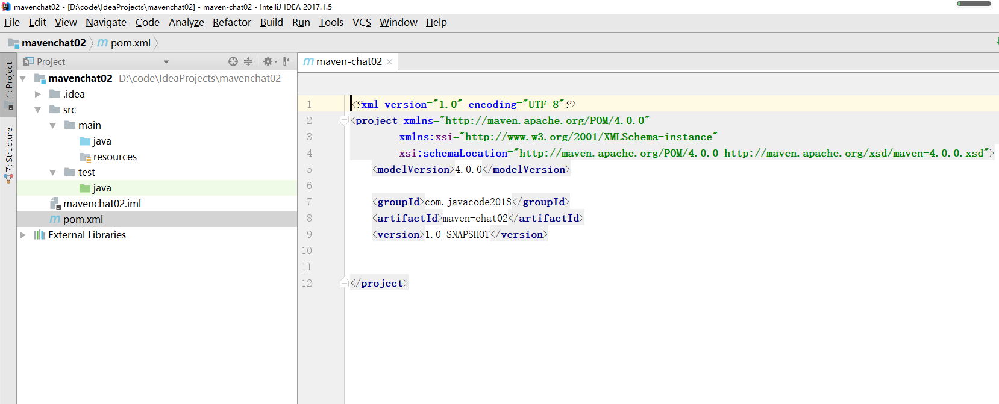 mavenchat02 - [D:\code\IdeaProjects\mavenchat02] - maven-chat02 - IntelliJ IDEA 2017.1.5
File Edit View Navigate Code Analyze Refactor Build Run Tools VCS Window Help
mavenchat02 pom.xml
1: Project
Z: Structure
Project
mavenchat02 D:\code\IdeaProjects\mavenchat02
.idea
src
main
java
resources
test
java
mavenchat02.iml
pom.xml
External Libraries
maven-chat02
1 <?xml version="1.0" encoding="UTF-8"?>
2 <project xmlns="http://maven.apache.org/POM/4.0.0"
3 xmlns:xsi="http://www.w3.org/2001/XMLSchema-instance"
4 xsi:schemaLocation="http://maven.apache.org/POM/4.0.0 http://maven.apache.org/xsd/maven-4.0.0.xsd">
5 <modelVersion>4.0.0</modelVersion>
6
7 <groupId>com.javacode2018</groupId>
8 <artifactId>maven-chat02</artifactId>
9 <version>1.0-SNAPSHOT</version>
10
11
12 </project>